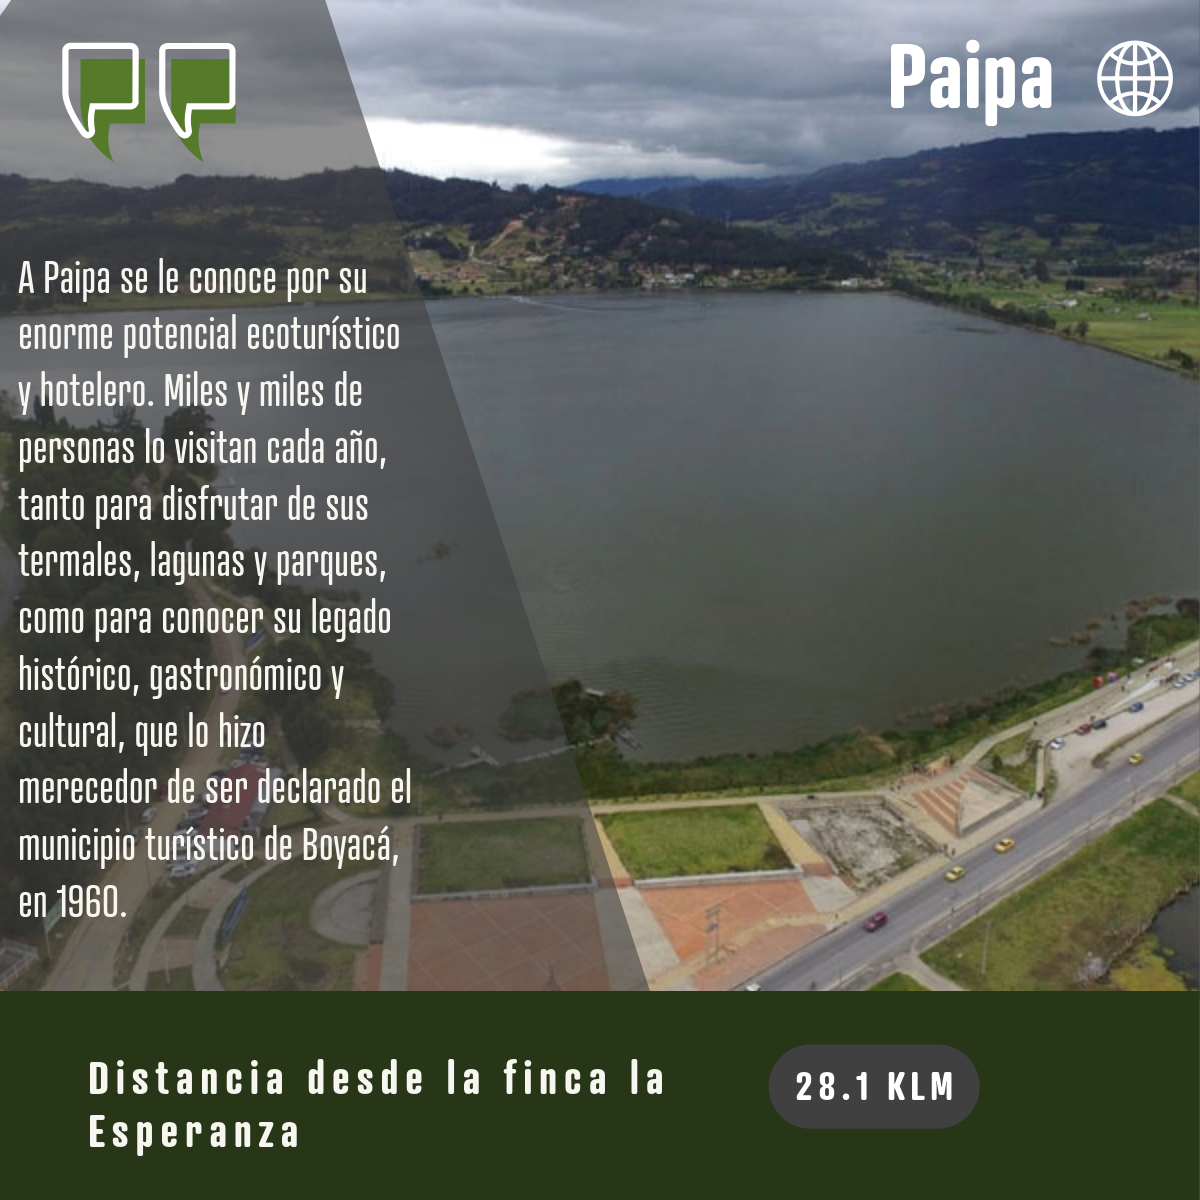 Paipa
A Paipa se le conoce por su
enorme potencial ecoturístico
y hotelero. Miles y miles de
personas lo visitan cada año,
tanto para disfrutar de sus
termales, lagunas y parques,
como para conocer su legado
histórico, gastronómico y
cultural, que lo hizo
merecedor de ser declarado el
municipio turístico de Boyacá,
en 1960.
Distancia desde la finca la
Esperanza
28.1 KLM